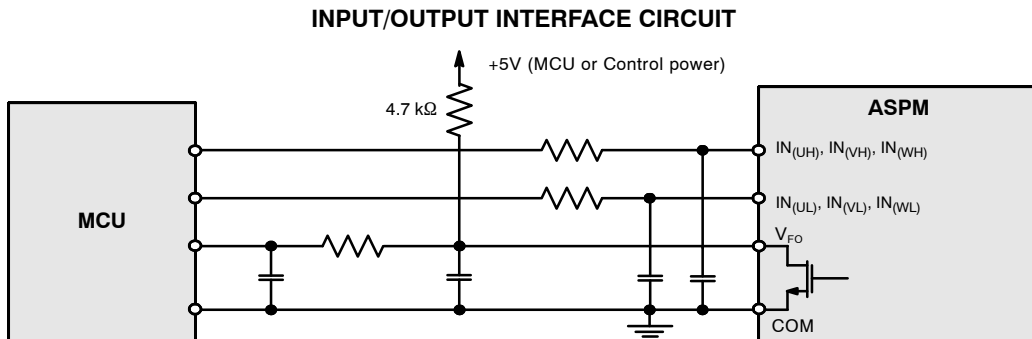 INPUT/OUTPUT INTERFACE CIRCUIT
+5V (MCU or Control power)
4.7 kΩ
ASPM
IN(UH), IN(VH), IN(WH)
IN(UL), IN(VL), IN(WL)
MCU
VFO
COM